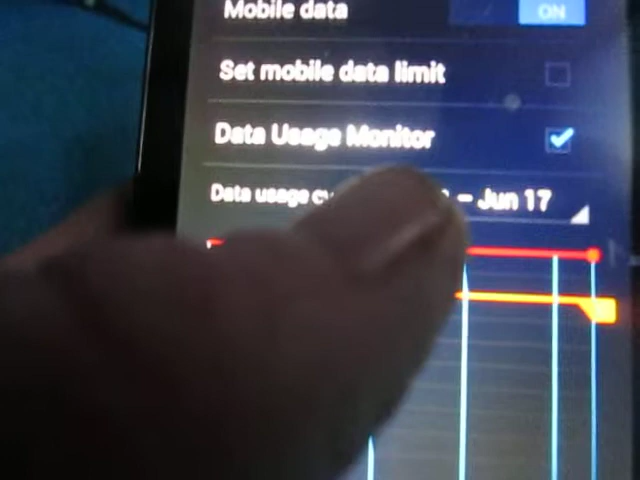 Mobile data ON
Set mobile data limit
Data Usage Monitor
Data usage – Jun 17